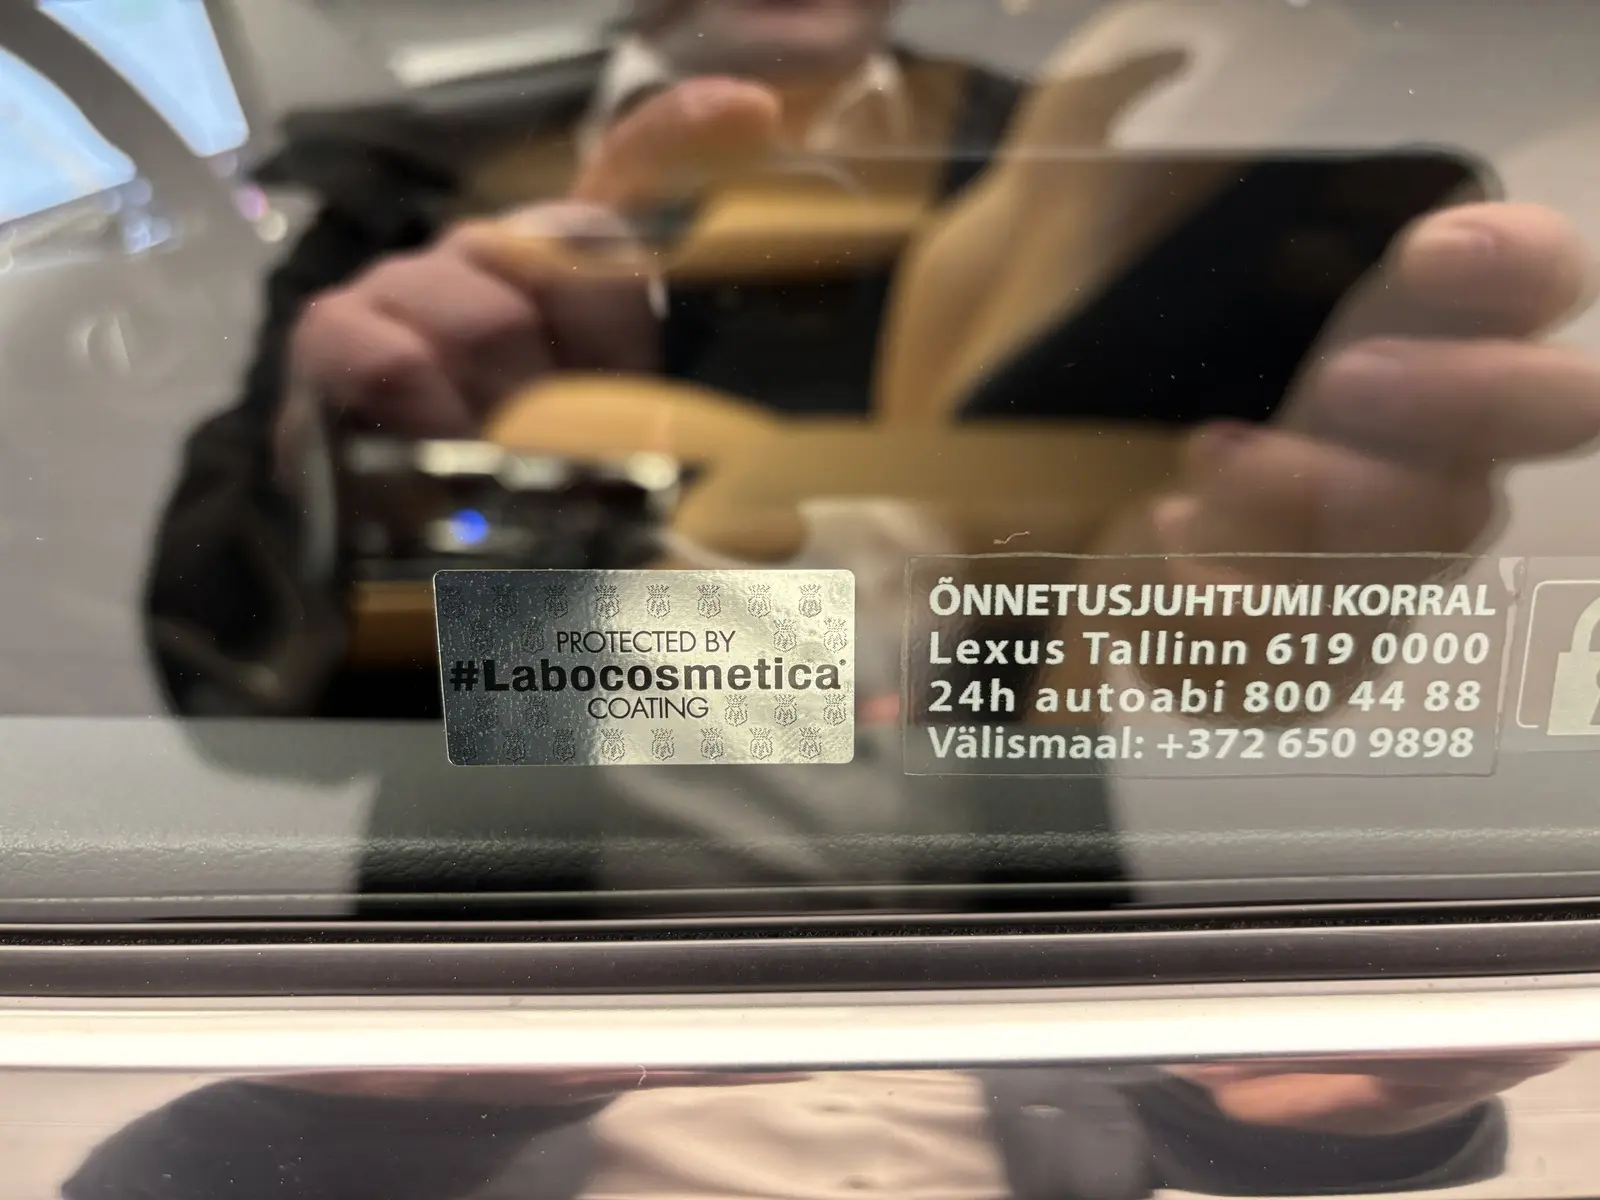 PROTECTED BY
#Labocosmetica
COATING
ÕNNETUSJUHTUMI KORRAL
Lexus Tallinn 619 0000
24h autoabi 800 44 88
Välismaal: +372 650 9898